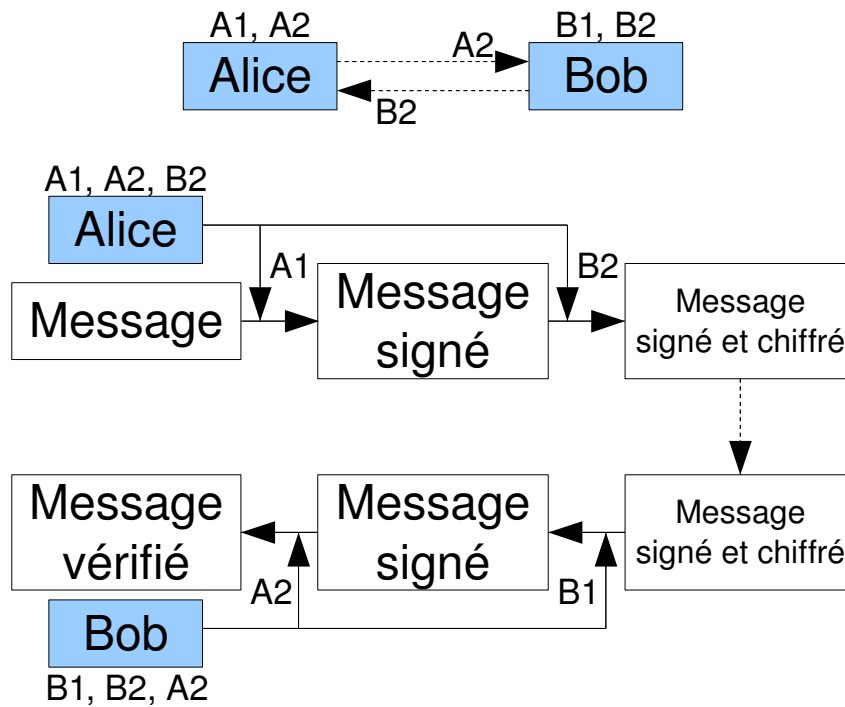 A1, A2
B1, B2
Alice
A2
Bob
B2
A1, A2, B2
Alice
A1
B2
Message
Message
signé
Message
signé et chiffré
Message
vérifié
Message
signé
Message
signé et chiffré
A2
B1
Bob
B1, B2, A2